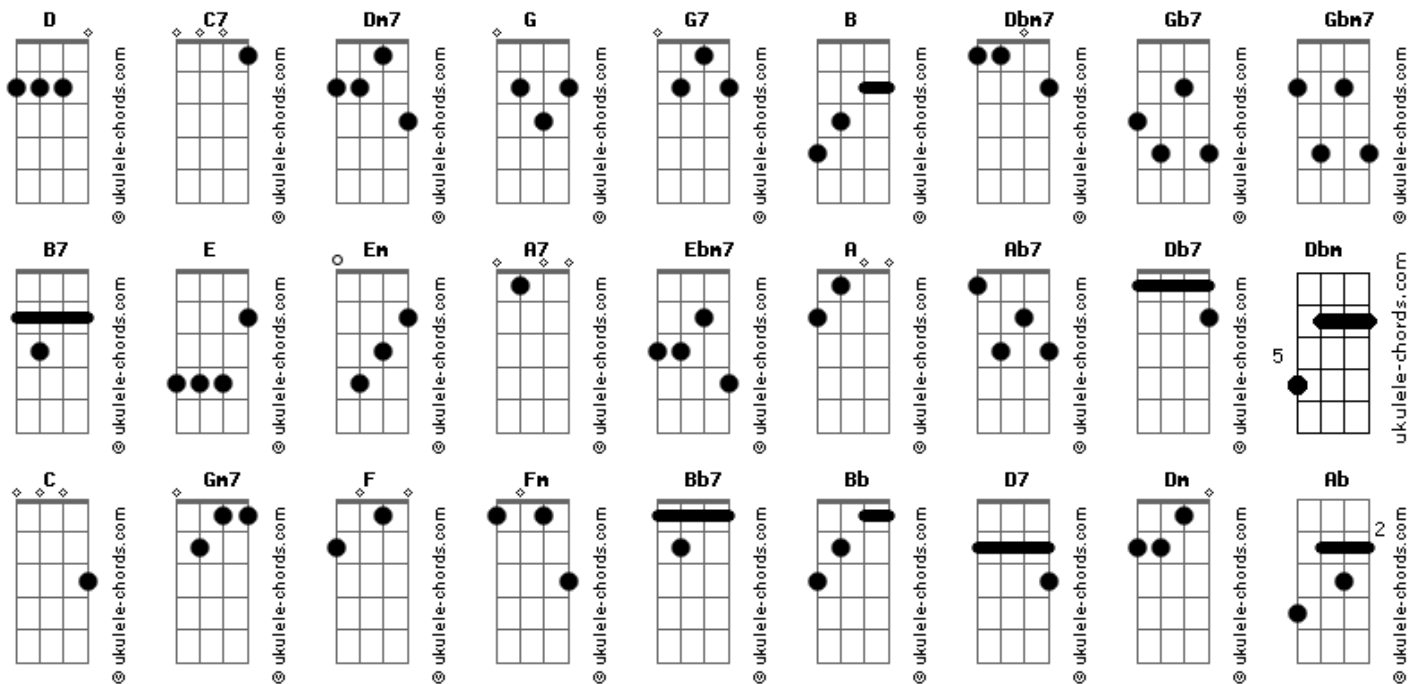 D C7 Dm7 G G7 B Dbm7 Gb7 Gbm7
© ukulele-chords.com © ukulele-chords.com © ukulele-chords.com © ukulele-chords.com © ukulele-chords.com © ukulele-chords.com © ukulele-chords.com © ukulele-chords.com © ukulele-chords.com
B7 E Em A7 Ebm7 A Ab7 Db7 Dbm
5
© ukulele-chords.com © ukulele-chords.com © ukulele-chords.com © ukulele-chords.com © ukulele-chords.com © ukulele-chords.com © ukulele-chords.com © ukulele-chords.com ukulele-chords.com
C Gm7 F Fm Bb7 Bb D7 Dm Ab
2
© ukulele-chords.com © ukulele-chords.com © ukulele-chords.com © ukulele-chords.com © ukulele-chords.com © ukulele-chords.com © ukulele-chords.com © ukulele-chords.com © ukulele-chords.com